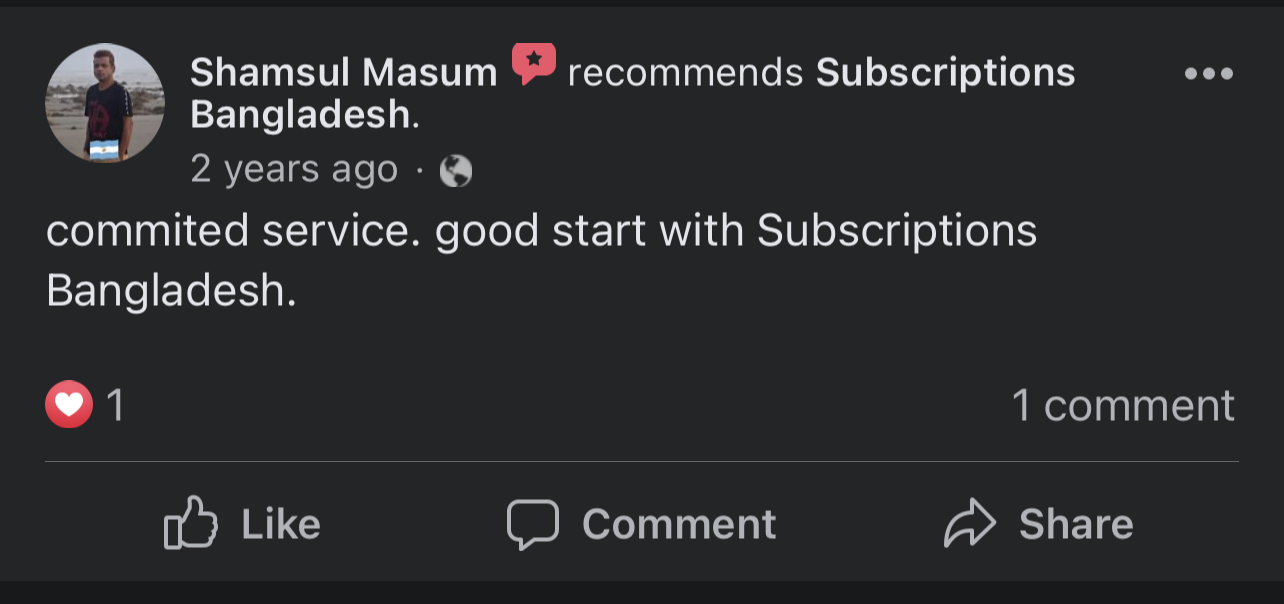 Shamsul Masum recommends Subscriptions
Bangladesh.
2 years ago ·
commited service. good start with Subscriptions
Bangladesh.
1
1 comment
Like
Comment
Share